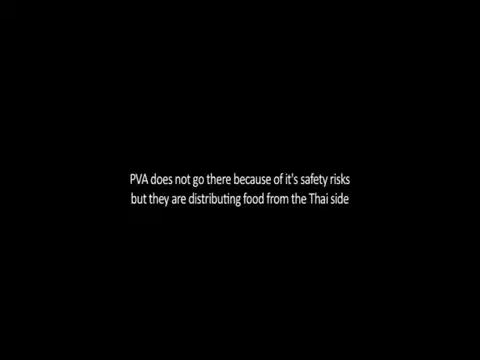 PVA does not go there because of it's safety risks
but they are distributing food from the Thai side